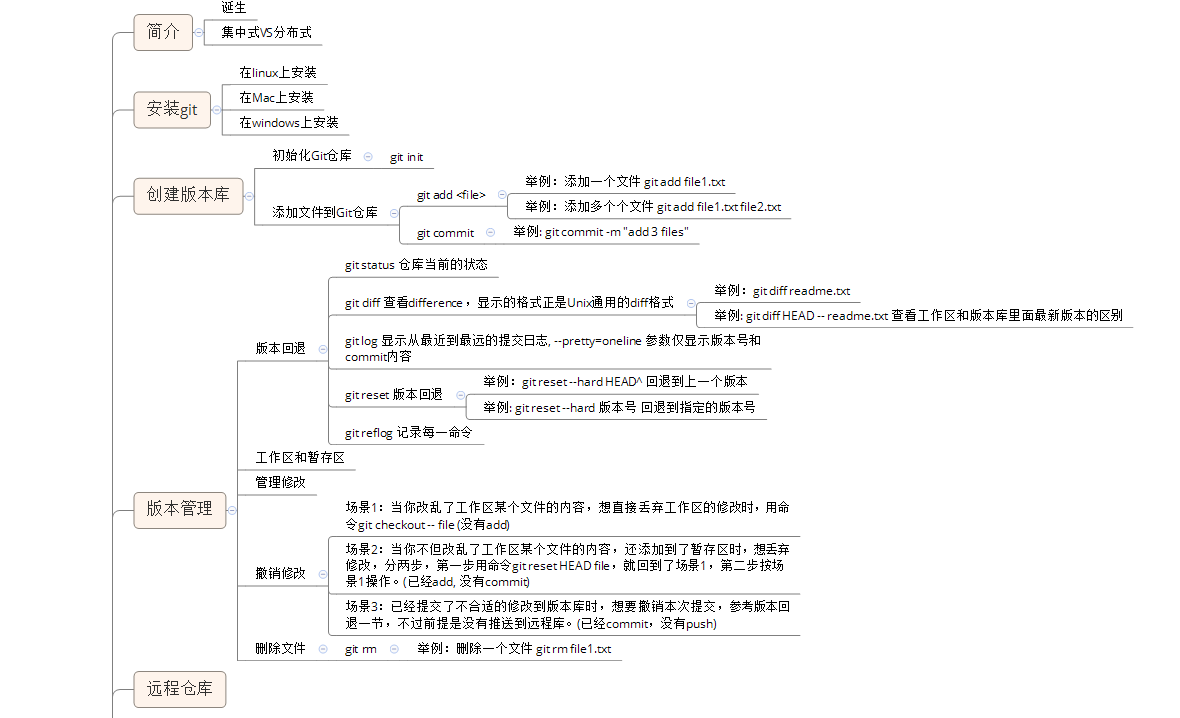 简介
诞生
集中式VS分布式
安装git
在linux上安装
在Mac上安装
在windows上安装
创建版本库
初始化Git仓库
git init
添加文件到Git仓库
git add <file>
举例：添加一个文件 git add file1.txt
举例：添加多个个文件 git add file1.txt file2.txt
git commit
举例: git commit -m "add 3 files"
版本管理
版本回退
git status 仓库当前的状态
git diff 查看difference，显示的格式正是Unix通用的diff格式
举例：git diff readme.txt
举例: git diff HEAD -- readme.txt 查看工作区和版本库里面最新版本的区别
git log 显示从最近到最远的提交日志, --pretty=oneline 参数仅显示版本号和
commit内容
git reset 版本回退
举例：git reset --hard HEAD^ 回退到上一个版本
举例: git reset --hard 版本号 回退到指定的版本号
git reflog 记录每一命令
工作区和暂存区
管理修改
撤销修改
场景1：当你改乱了工作区某个文件的内容，想直接丢弃工作区的修改时，用命
令git checkout -- file (没有add)
场景2：当你不但改乱了工作区某个文件的内容，还添加到了暂存区时，想丢弃
修改，分两步，第一步用命令git reset HEAD file，就回到了场景1，第二步按场
景1操作。(已经add, 没有commit)
场景3：已经提交了不合适的修改到版本库时，想要撤销本次提交，参考版本回
退一节，不过前提是没有推送到远程库。(已经commit，没有push)
删除文件
git rm
举例：删除一个文件 git rm file1.txt
远程仓库